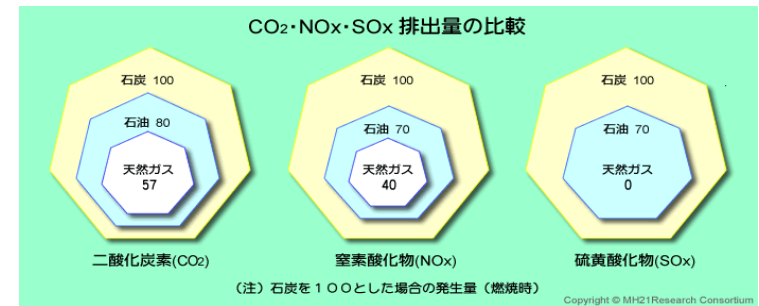 CO2・NOx・SOx 排出量の比較
石炭 100
石油 80
天然ガス
57
二酸化炭素(CO2)
石炭 100
石油 70
天然ガス
40
窒素酸化物(NOx)
石炭 100
石油 70
天然ガス
0
硫黄酸化物(SOx)
（注）石炭を１００とした場合の発生量（燃焼時）
Copyright © MH21Research Consortium